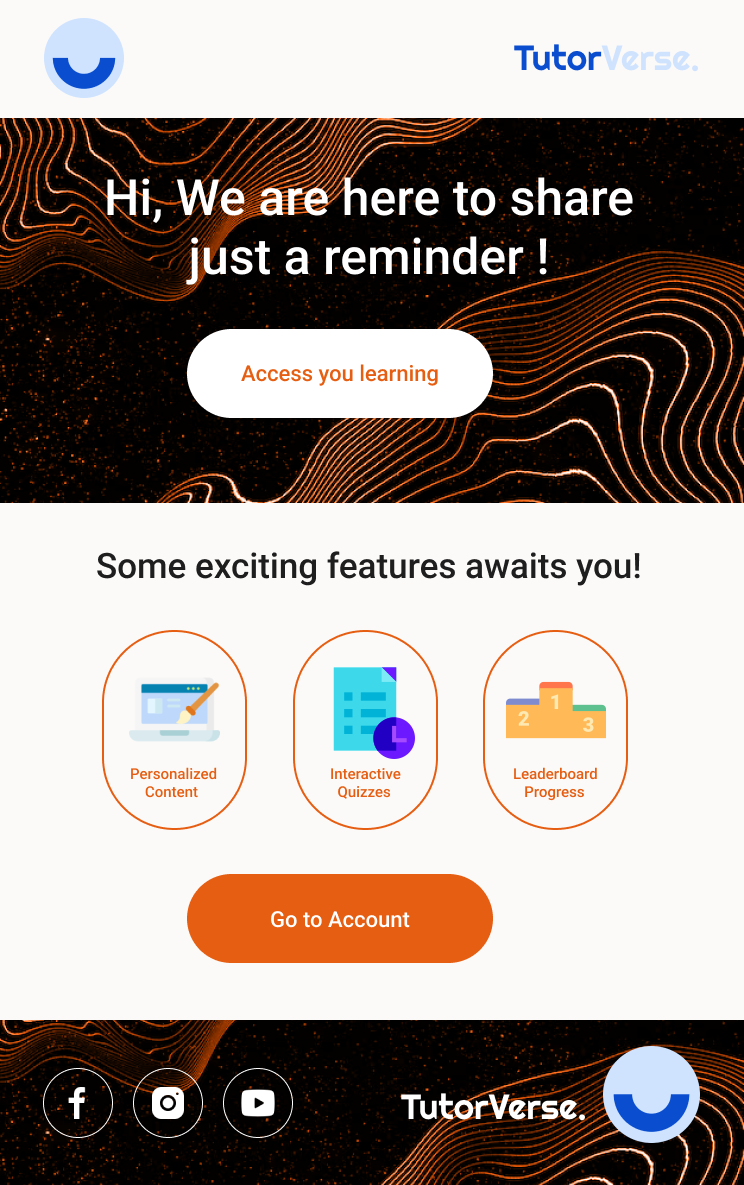 TutorVerse.
Hi, We are here to share
just a reminder !
Access you learning
Some exciting features awaits you!
Personalized
Content
Interactive
Quizzes
Leaderboard
Progress
2
1
3
Go to Account
TutorVerse.